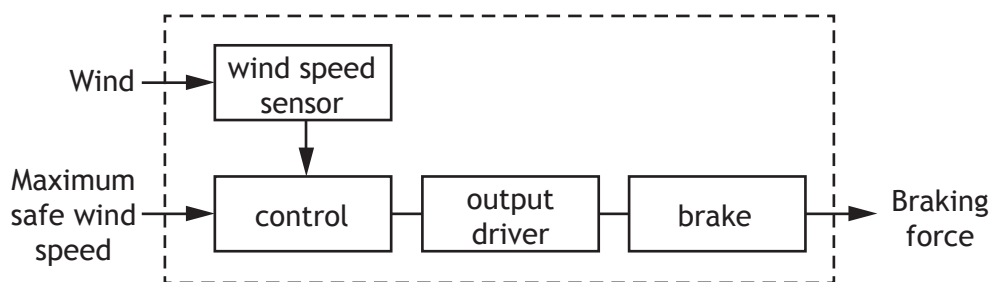 Wind
wind speed
sensor
Maximum
safe wind
speed
control
output
driver
brake
Braking
force